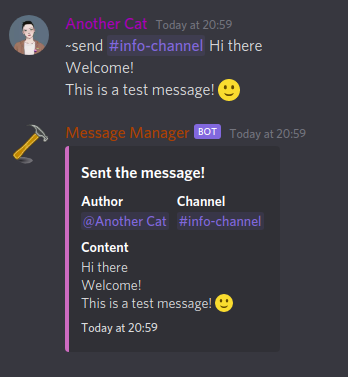 Another Cat Today at 20:59
~send #info-channel Hi there
Welcome!
This is a test message! 🙂
Message Manager BOT Today at 20:59
Sent the message!
Author Channel
@Another Cat #info-channel
Content
Hi there
Welcome!
This is a test message! 🙂
Today at 20:59